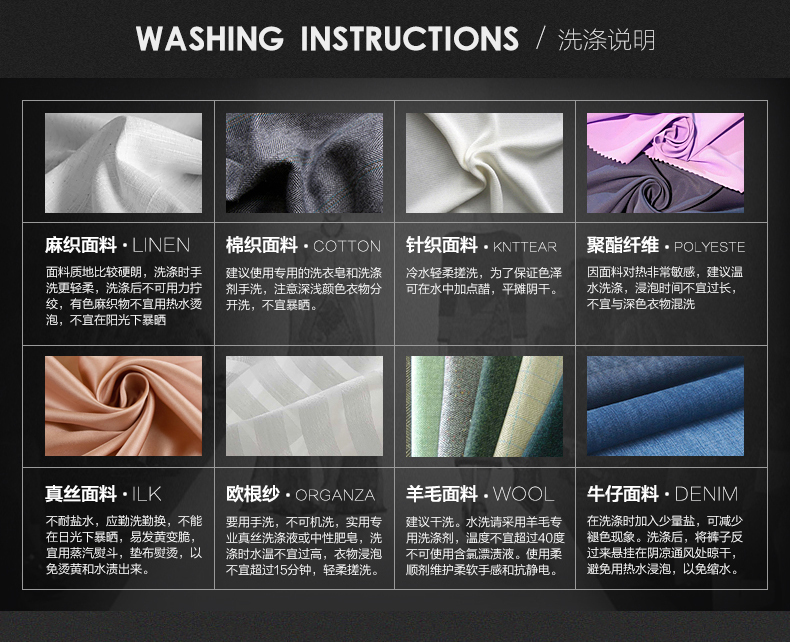 WASHING INSTRUCTIONS / 洗涤说明
麻织面料·LINEN
面料质地比较硬朗，洗涤时手
洗更轻柔，洗涤后不可用力拧
绞，有色麻织物不宜用热水烫
泡，不宜在阳光下暴晒
棉织面料·COTTON
建议使用专用的洗衣皂和洗涤
剂手洗，注意深浅颜色衣物分
开洗，不宜暴晒。
针织面料·KNTTEAR
冷水轻柔搓洗，为了保证色泽
可在水中加点醋，平摊阴干。
聚酯纤维·POLYESTE
因面料对热非常敏感，建议温
水洗涤，浸泡时间不宜过长，
不宜与深色衣物混洗
真丝面料·ILK
不耐盐水，应勤洗勤换，不能
在日光下暴晒，易发黄变脆，
宜用蒸汽熨斗，垫布熨烫，以
免烫黄和水渍出来。
欧根纱·ORGANZA
要用手洗，不可机洗，实用专
业真丝洗涤液或中性肥皂，洗
涤时水温不宜过高，衣物浸泡
不宜超过15分钟，轻柔搓洗。
羊毛面料·WOOL
建议干洗。水洗请采用羊毛专
用洗涤剂，温度不宜超过40度
不可使用含氯漂渍液。使用柔
顺剂维护柔软手感和抗静电。
牛仔面料·DENIM
在洗涤时加入少量盐，可减少
褪色现象。洗涤后，将裤子反
过来悬挂在阴凉通风处晾干，
避免用热水浸泡，以免缩水。